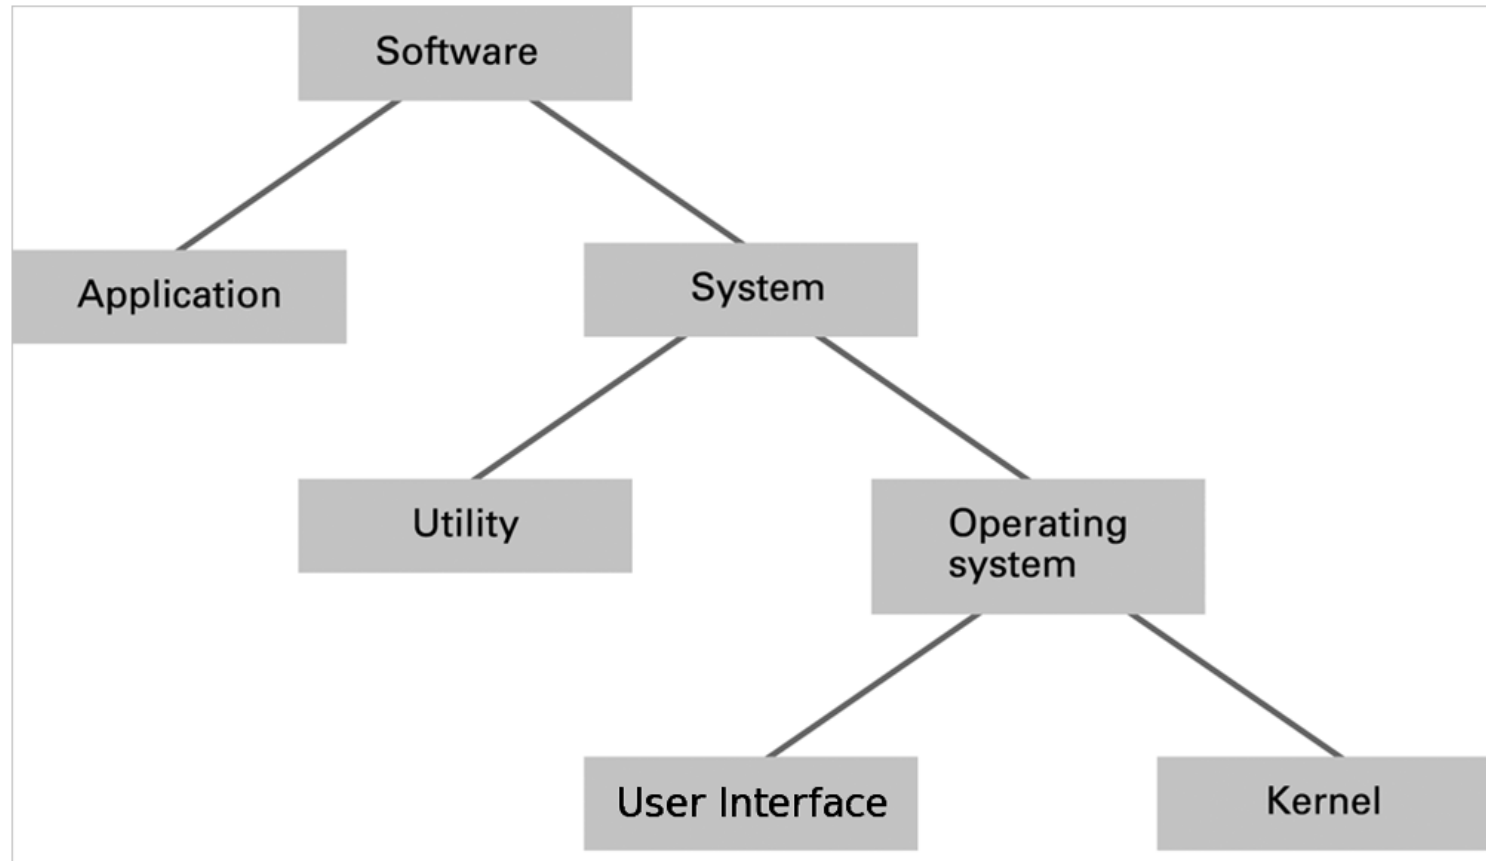 Software
Application
System
Utility
Operating
system
User Interface
Kernel